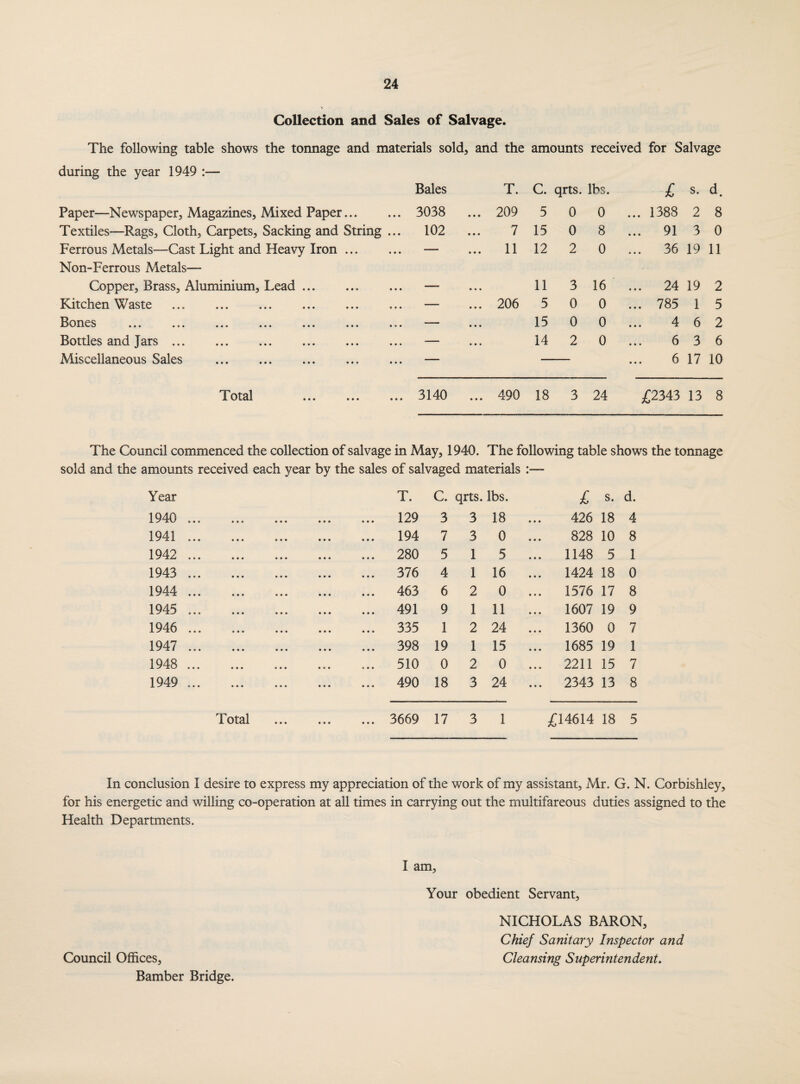 24
Collection and Sales of Salvage.
The following table shows the tonnage and materials sold, and the amounts received for Salvage
during the year 1949 :—
Bales T. C. qrts. lbs. £ s. d.
Paper—Newspaper, Magazines, Mixed Paper... ... 3038 ... 209 5 0 0 ... 1388 2 8
Textiles—Rags, Cloth, Carpets, Sacking and String ... 102 ... 7 15 0 8 ... 91 3 0
Ferrous Metals—Cast Light and Heavy Iron ... ... — ... 11 12 2 0 ... 36 19 11
Non-Ferrous Metals—
Copper, Brass, Aluminium, Lead ... ... ... — ... 11 3 16 ... 24 19 2
Kitchen Waste ... ... ... ... ... ... — ... 206 5 0 0 ... 785 1 5
Bones ... ... ... ... ... ... ... — ... 15 0 0 ... 4 6 2
Bottles and Jars ... ... ... ... ... ... — ... 14 2 0 ... 6 3 6
Miscellaneous Sales ... ... ... ... ... — — ... 6 17 10
Total ... ... ... 3140 ... 490 18 3 24 £2343 13 8
The Council commenced the collection of salvage in May, 1940. The following table shows the tonnage
sold and the amounts received each year by the sales of salvaged materials :—
Year T. C. qrts. lbs. £ s. d.
1940 ... ... ... ... ... 129 3 3 18 ... 426 18 4
1941 ... ... ... ... ... 194 7 3 0 ... 828 10 8
1942 ... ... ... ... ... 280 5 1 5 ... 1148 5 1
1943 ... ... ... ... ... 376 4 1 16 ... 1424 18 0
1944 ... ... ... ... ... 463 6 2 0 ... 1576 17 8
1945 ... ... ... ... ... 491 9 1 11 ... 1607 19 9
1946 ... ... ... ... ... 335 1 2 24 ... 1360 0 7
1947 ... ... ... ... ... 398 19 1 15 ... 1685 19 1
1948 ... ... ... ... ... 510 0 2 0 ... 2211 15 7
1949 ... ... ... ... ... 490 18 3 24 ... 2343 13 8
Total ... ... ... 3669 17 3 1 £14614 18 5
In conclusion I desire to express my appreciation of the work of my assistant, Mr. G. N. Corbishley,
for his energetic and willing co-operation at all times in carrying out the multifareous duties assigned to the
Health Departments.
I am,
Your obedient Servant,
NICHOLAS BARON,
Chief Sanitary Inspector and
Cleansing Superintendent.
Council Offices,
Bamber Bridge.